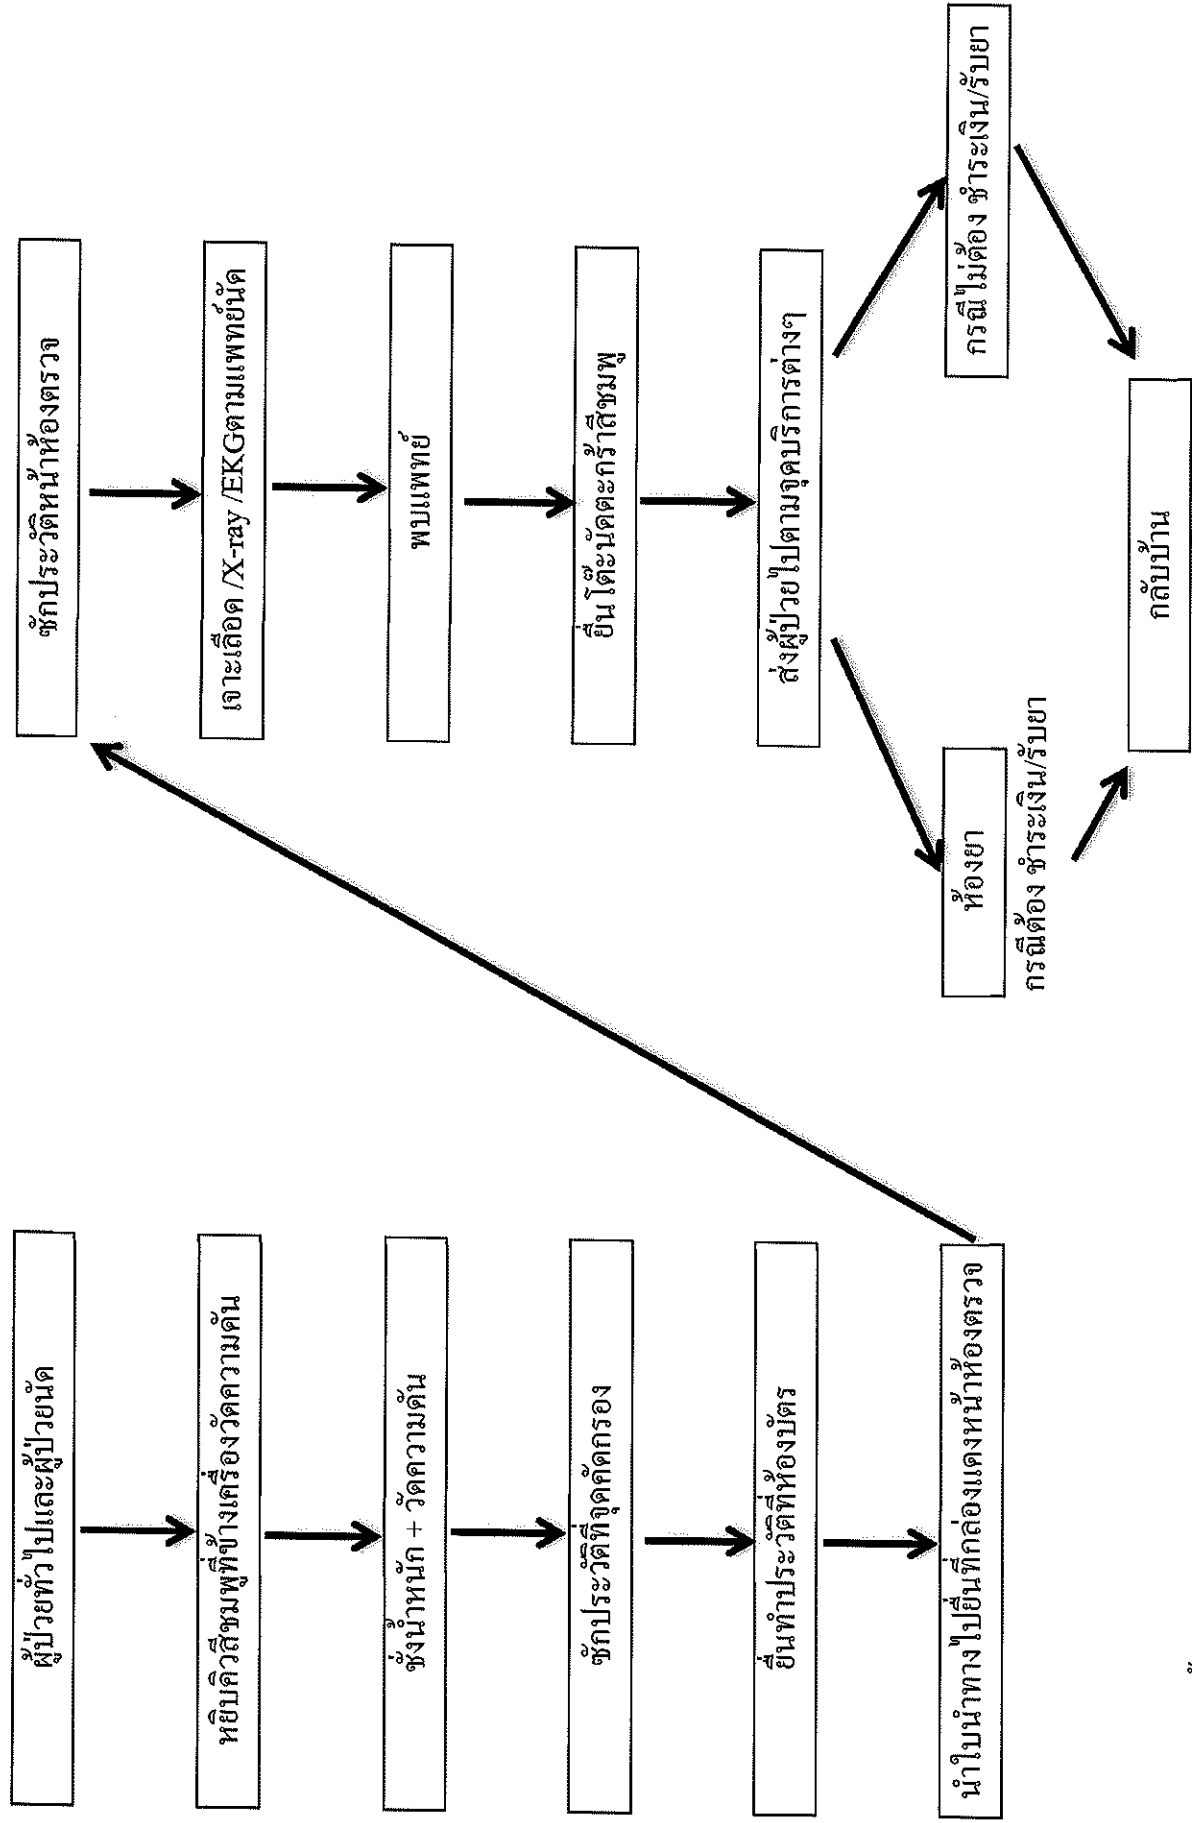 ผู้ป่วยทั่วไปและผู้ป่วยนัด
หยิบคิวสีชมพูที่ข้างเครื่องวัดความดัน
ชั่งน้ำหนัก + วัดความดัน
ซักประวัติที่จุดคัดกรอง
ยื่นทำประวัติที่ห้องบัตร
นำใบนำทางไปยื่นที่กล่องแดงหน้าห้องตรวจ
ซักประวัติหน้าห้องตรวจ
เจาะเลือด /X-ray /EKGตามแพทย์นัด
พบแพทย์
ยื่นโต๊ะนัดตะกร้าสีชมพู
ส่งผู้ป่วยไปตามจุดบริการต่างๆ
ห้องยา
กรณีต้อง ชำระเงิน/รับยา
กรณีไม่ต้อง ชำระเงิน/รับยา
กลับบ้าน